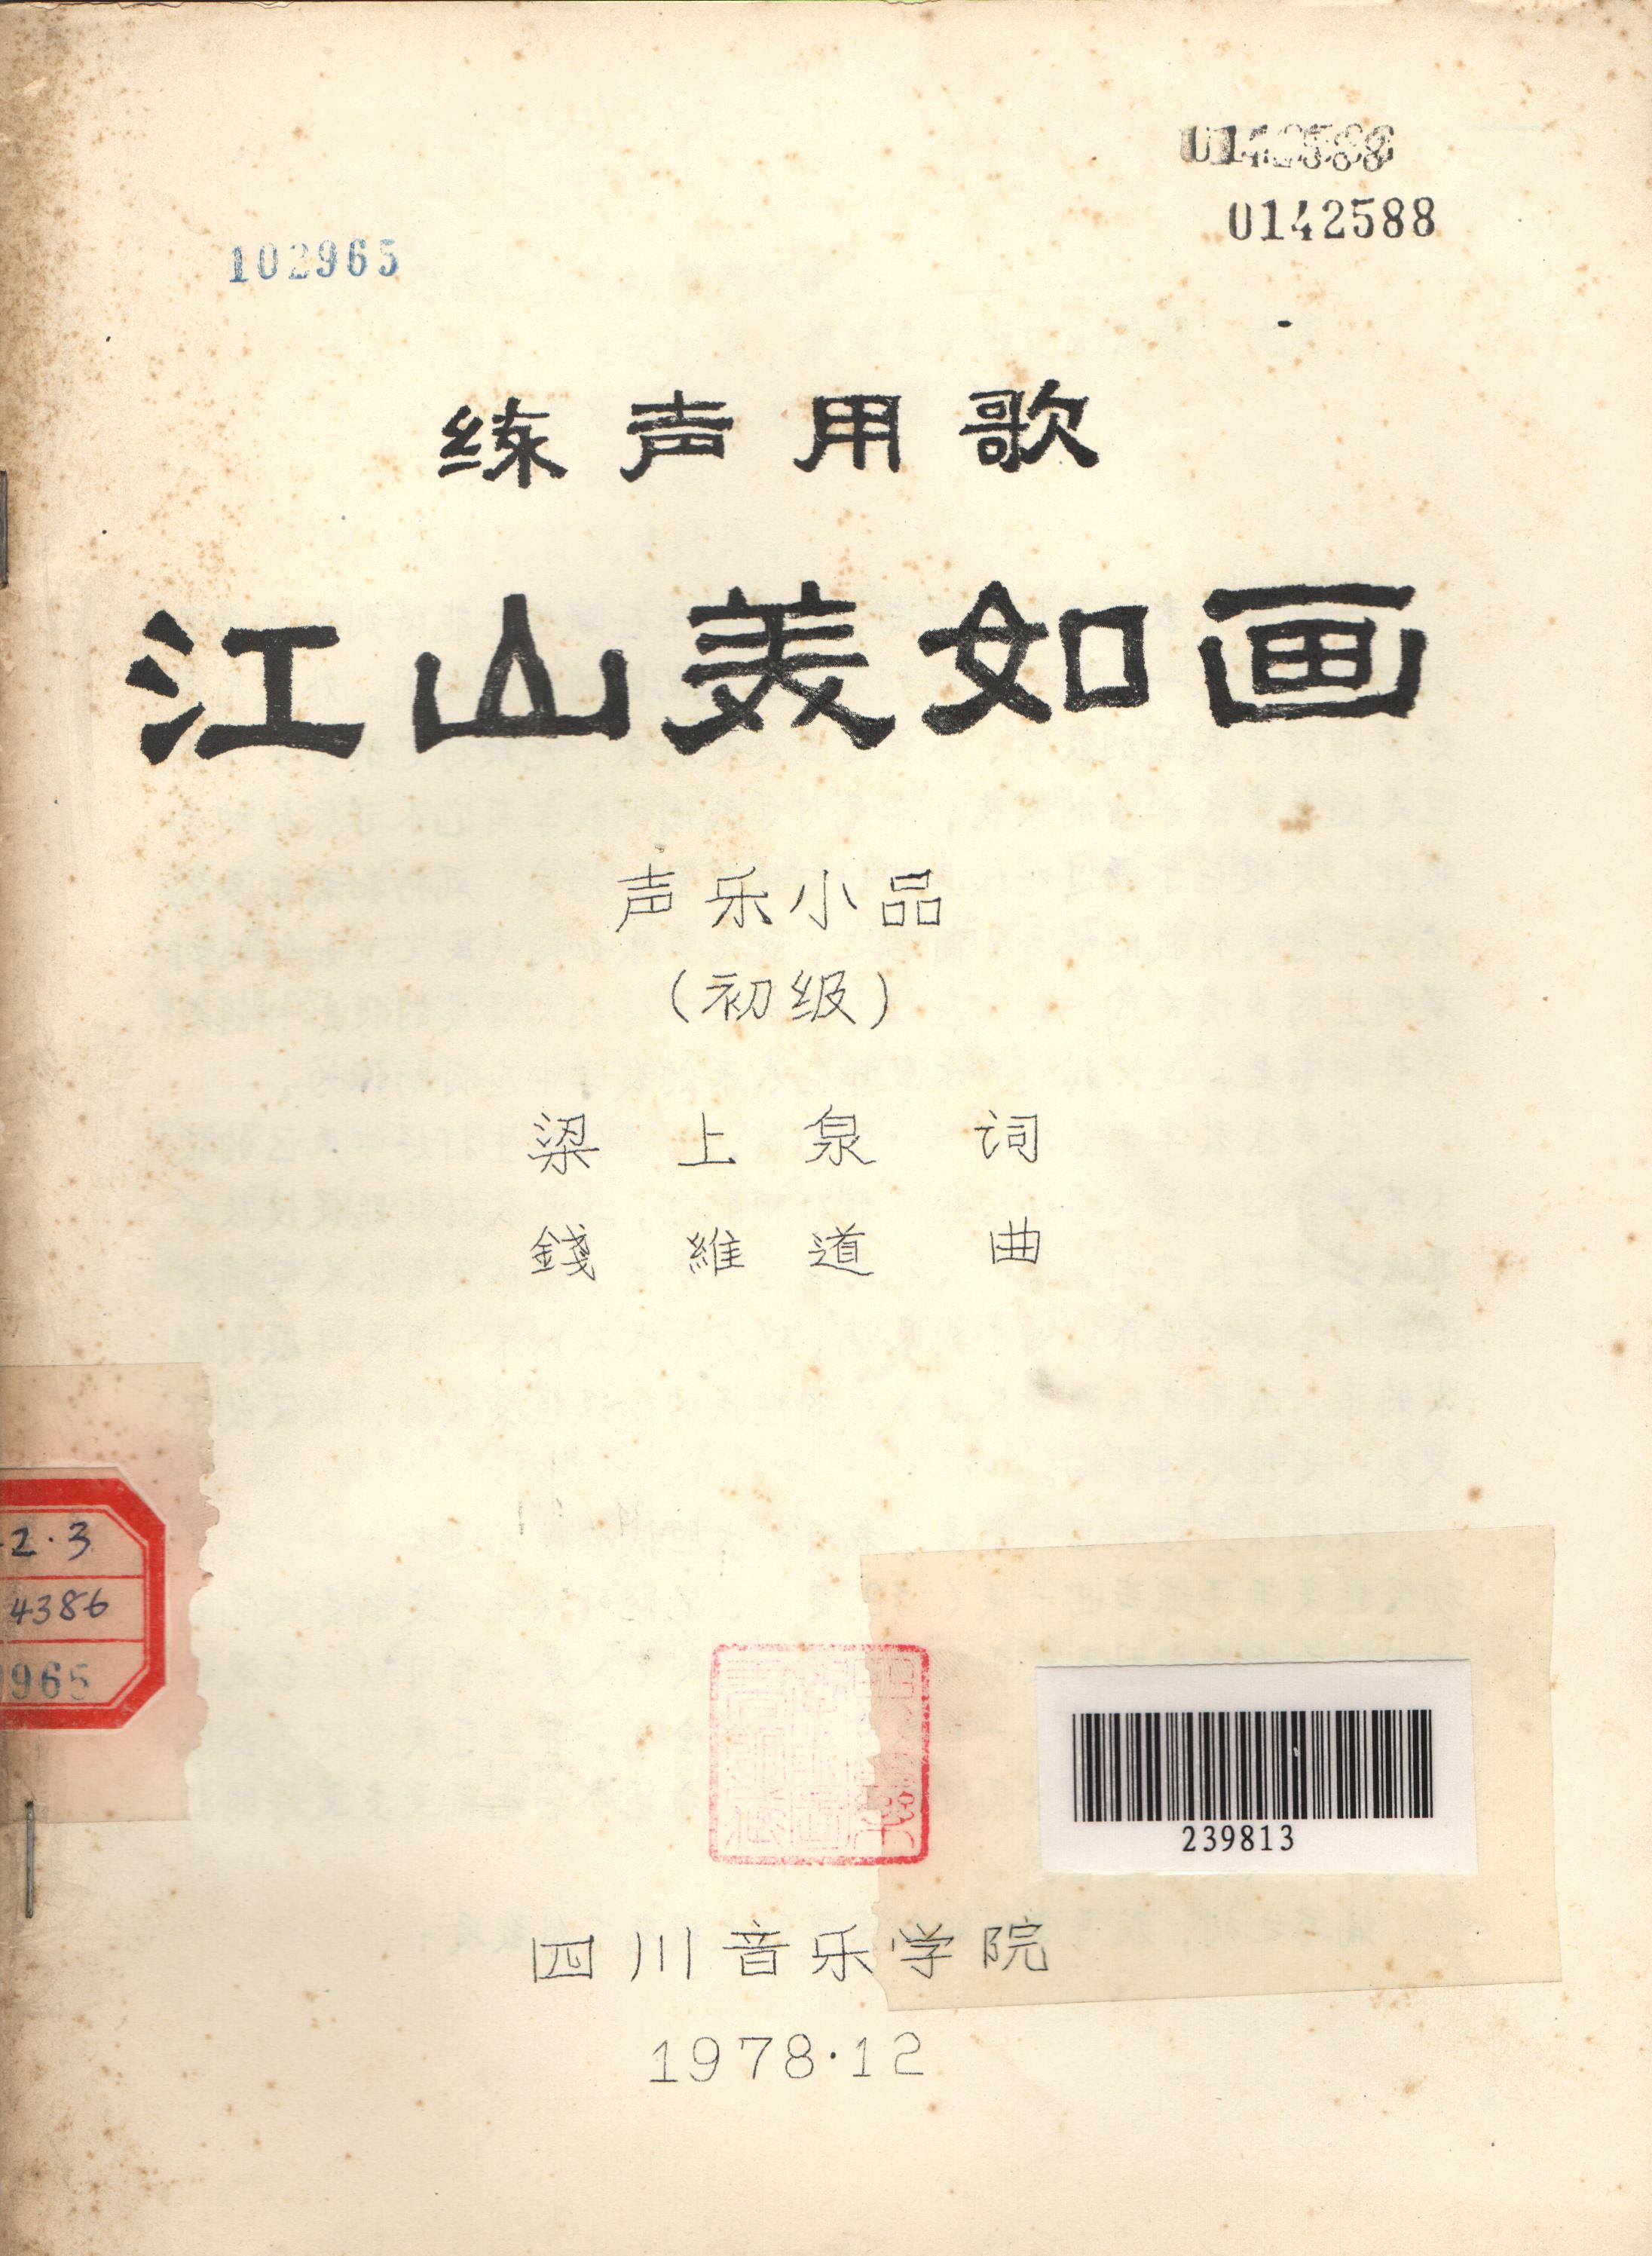 0142588
0142588
102965
练声用歌
江山美如画
声乐小品
（初级）
梁上泉 词
錢維道 曲
2·3
4386
965
239813
四川音乐学院
1978·12